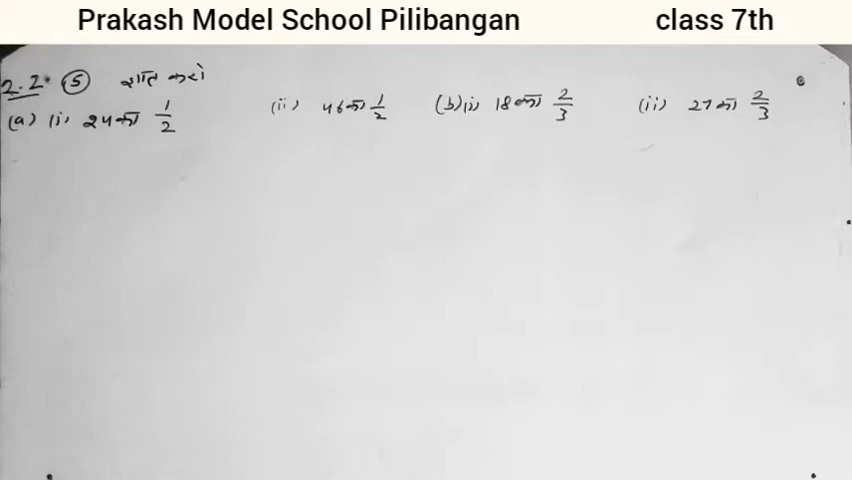 Prakash Model School Pilibangan class 7th
2.2 (5) ज्ञात करो
(a) (i) 24 का 1/2 (ii) 46 का 1/2 (b) (i) 18 का 2/3 (ii) 27 का 2/3